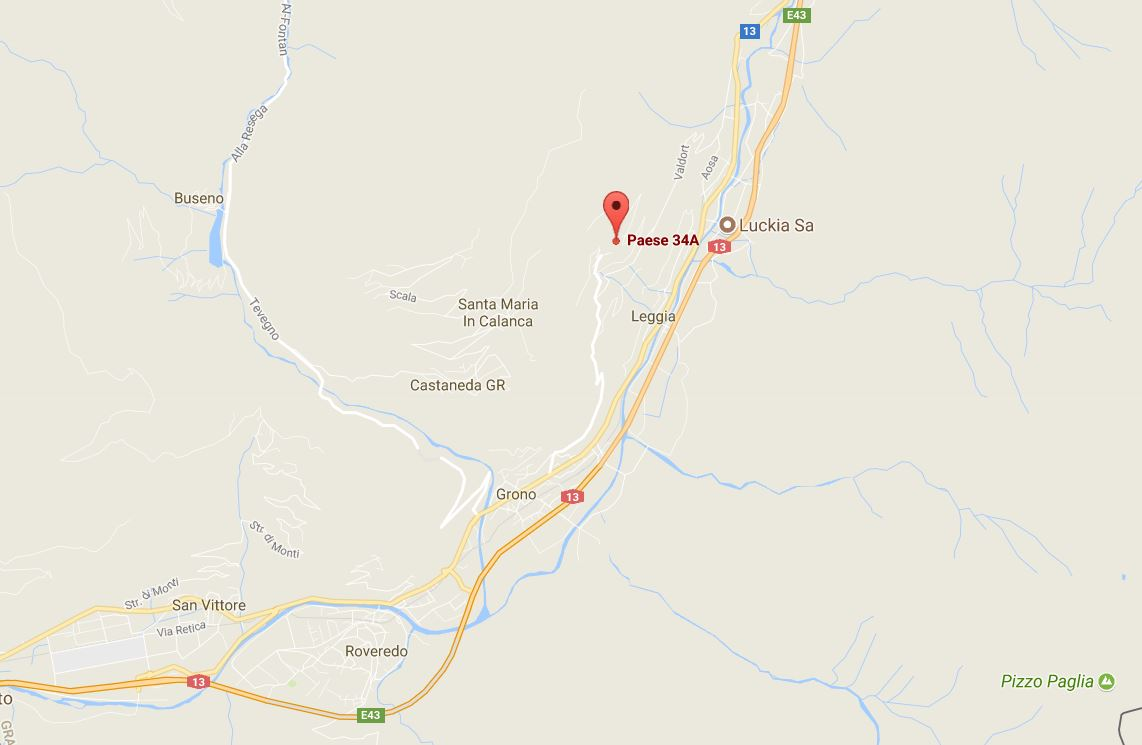 Al Fontan
E43
13
Alla Resega
Valdort
Aosa
Buseno
Luckia Sa
Paese 34A
13
Scala
Santa Maria
In Calanca
Tevegno
Leggia
Castaneda GR
Grono
13
Str. di Monti
Str. di Monti
San Vittore
Via Retica
Roveredo
13
Pizzo Paglia
to
E43
GRA